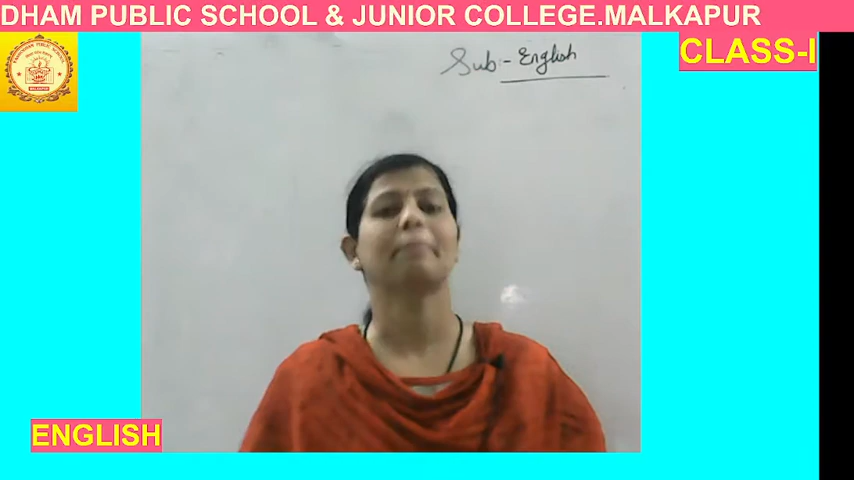 DHAM PUBLIC SCHOOL & JUNIOR COLLEGE.MALKAPUR
CLASS-I
Sub - English
ENGLISH